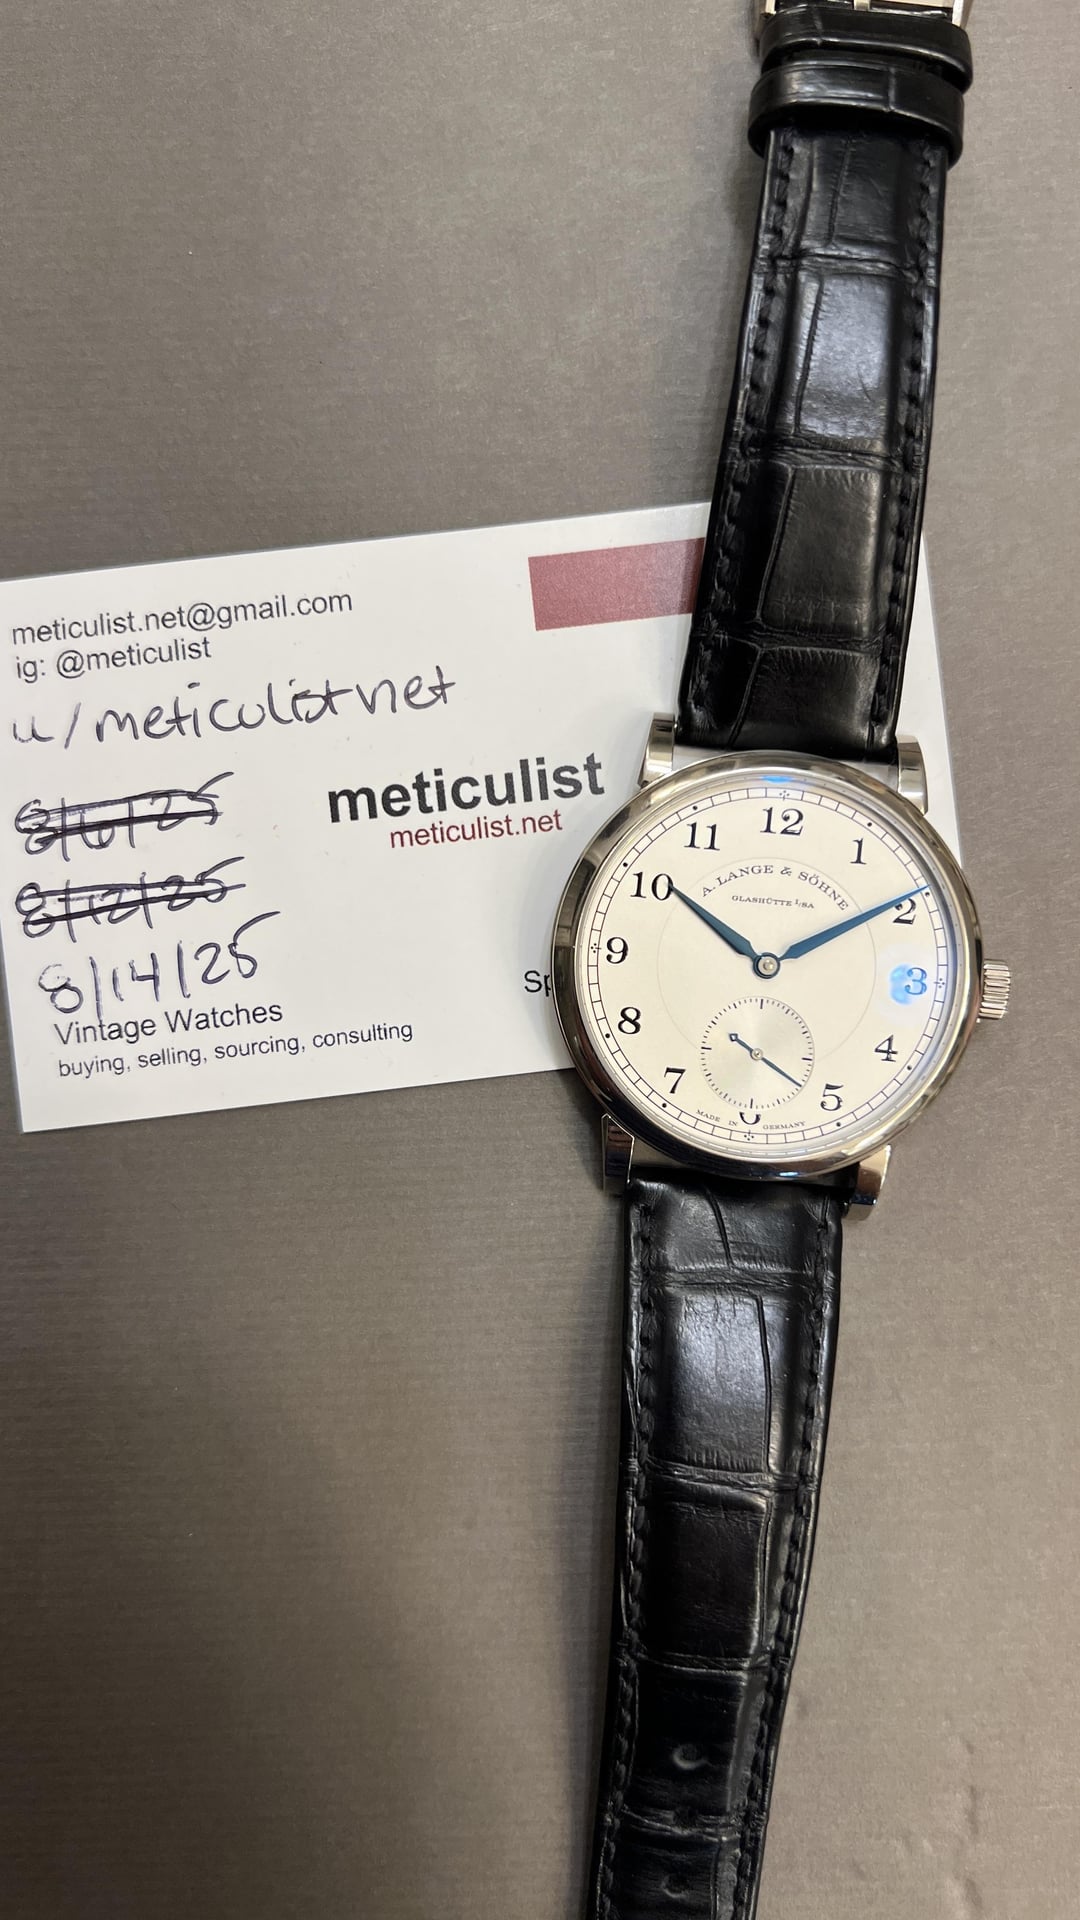 meticulist.net@gmail.com
ig: @meticulist
u/meticulistnet
meticulist
meticulist.net
8/6/25
8/12/25
8/14/25
Vintage Watches
buying, selling, sourcing, consulting
Sp
A. LANGE & SÖHNE
GLASHÜTTE I/SA
12
1
2
3
4
5
7
8
9
10
11
MADE IN GERMANY